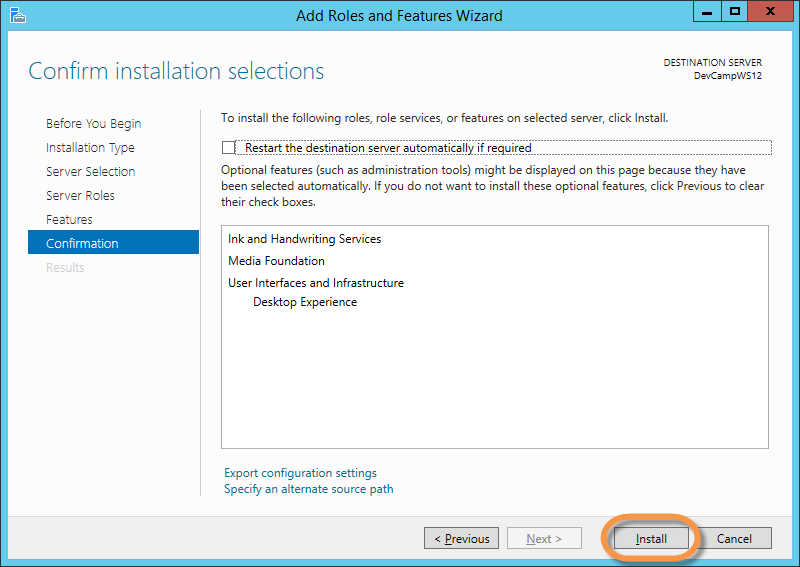 Add Roles and Features Wizard
Confirm installation selections
DESTINATION SERVER
DevCampWS12
Before You Begin
Installation Type
Server Selection
Server Roles
Features
Confirmation
Results
To install the following roles, role services, or features on selected server, click Install.
Restart the destination server automatically if required
Optional features (such as administration tools) might be displayed on this page because they have
been selected automatically. If you do not want to install these optional features, click Previous to clear
their check boxes.
Ink and Handwriting Services
Media Foundation
User Interfaces and Infrastructure
Desktop Experience
Export configuration settings
Specify an alternate source path
< Previous
Next >
Install
Cancel